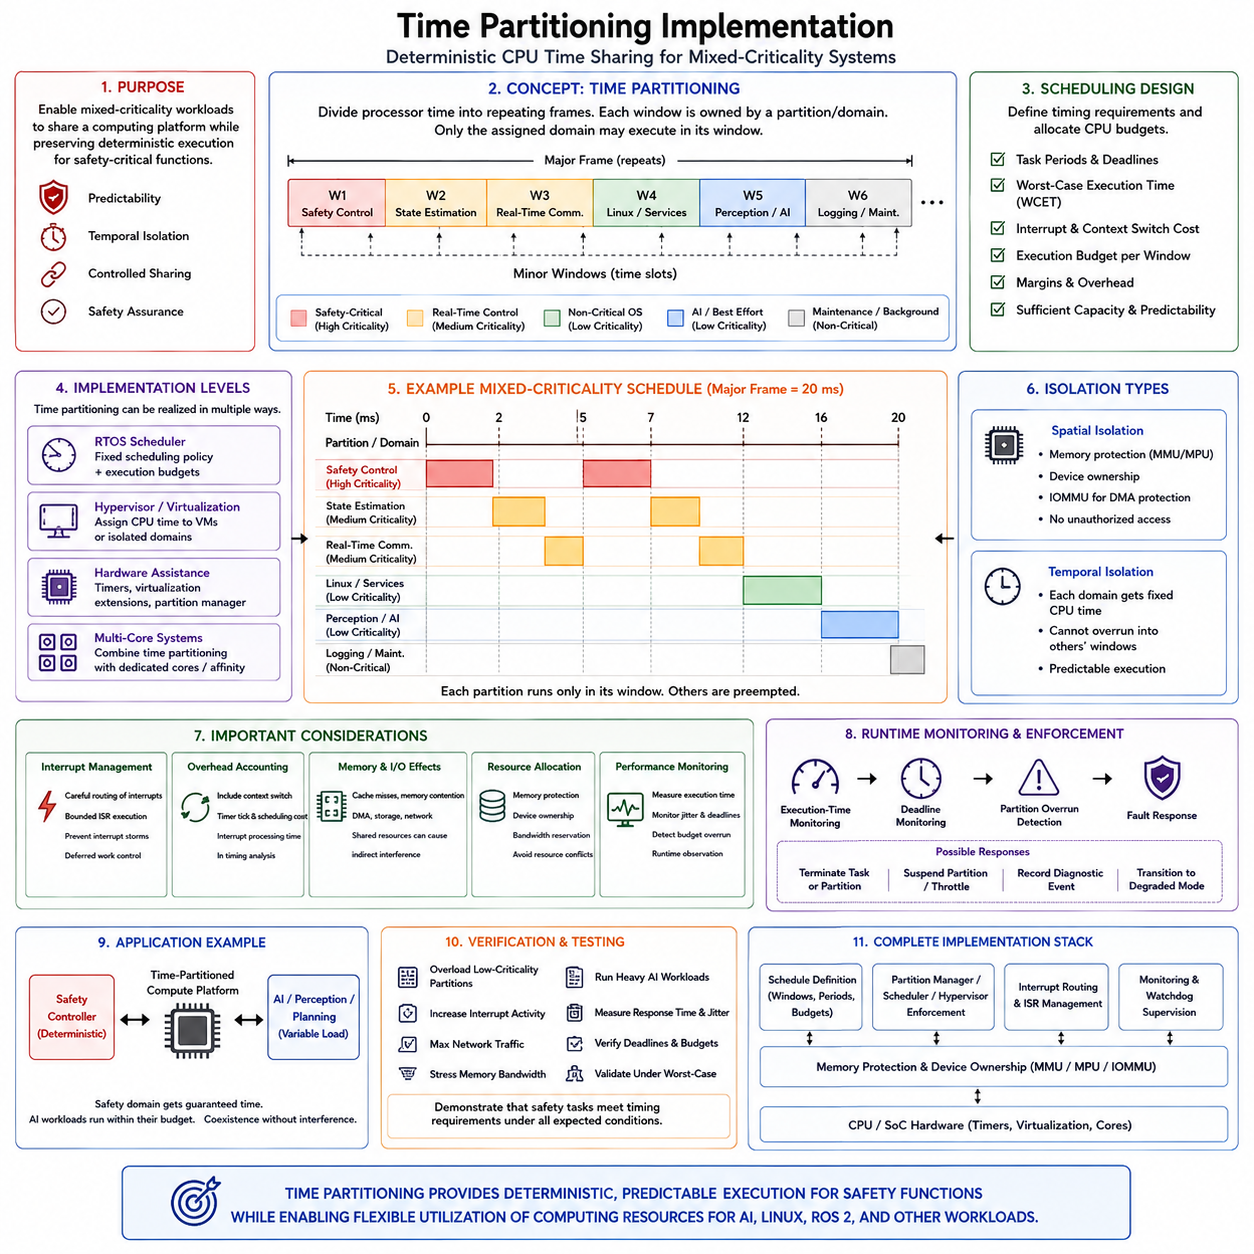 Time Partitioning Implementation
Deterministic CPU Time Sharing for Mixed-Criticality Systems
1. PURPOSE
Enable mixed-criticality workloads
to share a computing platform while
preserving deterministic execution
for safety-critical functions.
Predictability
Temporal Isolation
Controlled Sharing
Safety Assurance
2. CONCEPT: TIME PARTITIONING
Divide processor time into repeating frames. Each window is owned by a partition/domain.
Only the assigned domain may execute in its window.
Major Frame (repeats)
W1
Safety Control
W2
State Estimation
W3
Real-Time Comm.
W4
Linux / Services
W5
Perception / AI
W6
Logging / Maint.
...
Minor Windows (time slots)
Safety-Critical
(High Criticality)
Real-Time Control
(Medium Criticality)
Non-Critical OS
(Low Criticality)
AI / Best Effort
(Low Criticality)
Maintenance / Background
(Non-Critical)
3. SCHEDULING DESIGN
Define timing requirements and
allocate CPU budgets.
Task Periods & Deadlines
Worst-Case Execution Time
(WCET)
Interrupt & Context Switch Cost
Execution Budget per Window
Margins & Overhead
Sufficient Capacity & Predictability
4. IMPLEMENTATION LEVELS
Time partitioning can be realized in multiple ways.
RTOS Scheduler
Fixed scheduling policy
+ execution budgets
Hypervisor / Virtualization
Assign CPU time to VMs
or isolated domains
Hardware Assistance
Timers, virtualization
extensions, partition manager
Multi-Core Systems
Combine time partitioning
with dedicated cores / affinity
5. EXAMPLE MIXED-CRITICALITY SCHEDULE (Major Frame = 20 ms)
Time (ms) 0 2 5 7 12 16 20
Partition / Domain
Safety Control
(High Criticality)
State Estimation
(Medium Criticality)
Real-Time Comm.
(Medium Criticality)
Linux / Services
(Low Criticality)
Perception / AI
(Low Criticality)
Logging / Maint.
(Non-Critical)
Each partition runs only in its window. Others are preempted.
6. ISOLATION TYPES
Spatial Isolation
• Memory protection (MMU/MPU)
• Device ownership
• IOMMU for DMA protection
• No unauthorized access
Temporal Isolation
• Each domain gets fixed
CPU time
• Cannot overrun into
others' windows
• Predictable execution
7. IMPORTANT CONSIDERATIONS
Interrupt Management
Careful routing of interrupts
Bounded ISR execution
Prevent interrupt storms
Deferred work control
Overhead Accounting
Include context switch
Timer tick & scheduling cost
Interrupt processing time
In timing analysis
Memory & I/O Effects
Cache misses, memory contention
DMA, storage, network
Shared resources can cause
indirect interference
Resource Allocation
Memory protection
Device ownership
Bandwidth reservation
Avoid resource conflicts
Performance Monitoring
Measure execution time
Monitor jitter & deadlines
Detect budget overrun
Runtime observation
8. RUNTIME MONITORING & ENFORCEMENT
Execution-Time
Monitoring
Deadline
Monitoring
Partition Overrun
Detection
Fault Response
Possible Responses
Terminate Task
or Partition
Suspend Partition
/ Throttle
Record Diagnostic
Event
Transition to
Degraded Mode
9. APPLICATION EXAMPLE
Safety
Controller
(Deterministic)
Time-Partitioned
Compute Platform
AI / Perception /
Planning
(Variable Load)
Safety domain gets guaranteed time.
AI workloads run within their budget. Coexistence without interference.
10. VERIFICATION & TESTING
Overload Low-Criticality
Partitions
Run Heavy AI Workloads
Increase Interrupt Activity
Measure Response Time & Jitter
Max Network Traffic
Verify Deadlines & Budgets
Stress Memory Bandwidth
Validate Under Worst-Case
Demonstrate that safety tasks meet timing
requirements under all expected conditions.
11. COMPLETE IMPLEMENTATION STACK
Schedule Definition
(Windows, Periods,
Budgets)
Partition Manager /
Scheduler / Hypervisor
Enforcement
Interrupt Routing
& ISR Management
Monitoring &
Watchdog
Supervision
Memory Protection & Device Ownership (MMU / MPU / IOMMU)
CPU / SoC Hardware (Timers, Virtualization, Cores)
TIME PARTITIONING PROVIDES DETERMINISTIC, PREDICTABLE EXECUTION FOR SAFETY FUNCTIONS
WHILE ENABLING FLEXIBLE UTILIZATION OF COMPUTING RESOURCES FOR AI, LINUX, ROS 2, AND OTHER WORKLOADS.